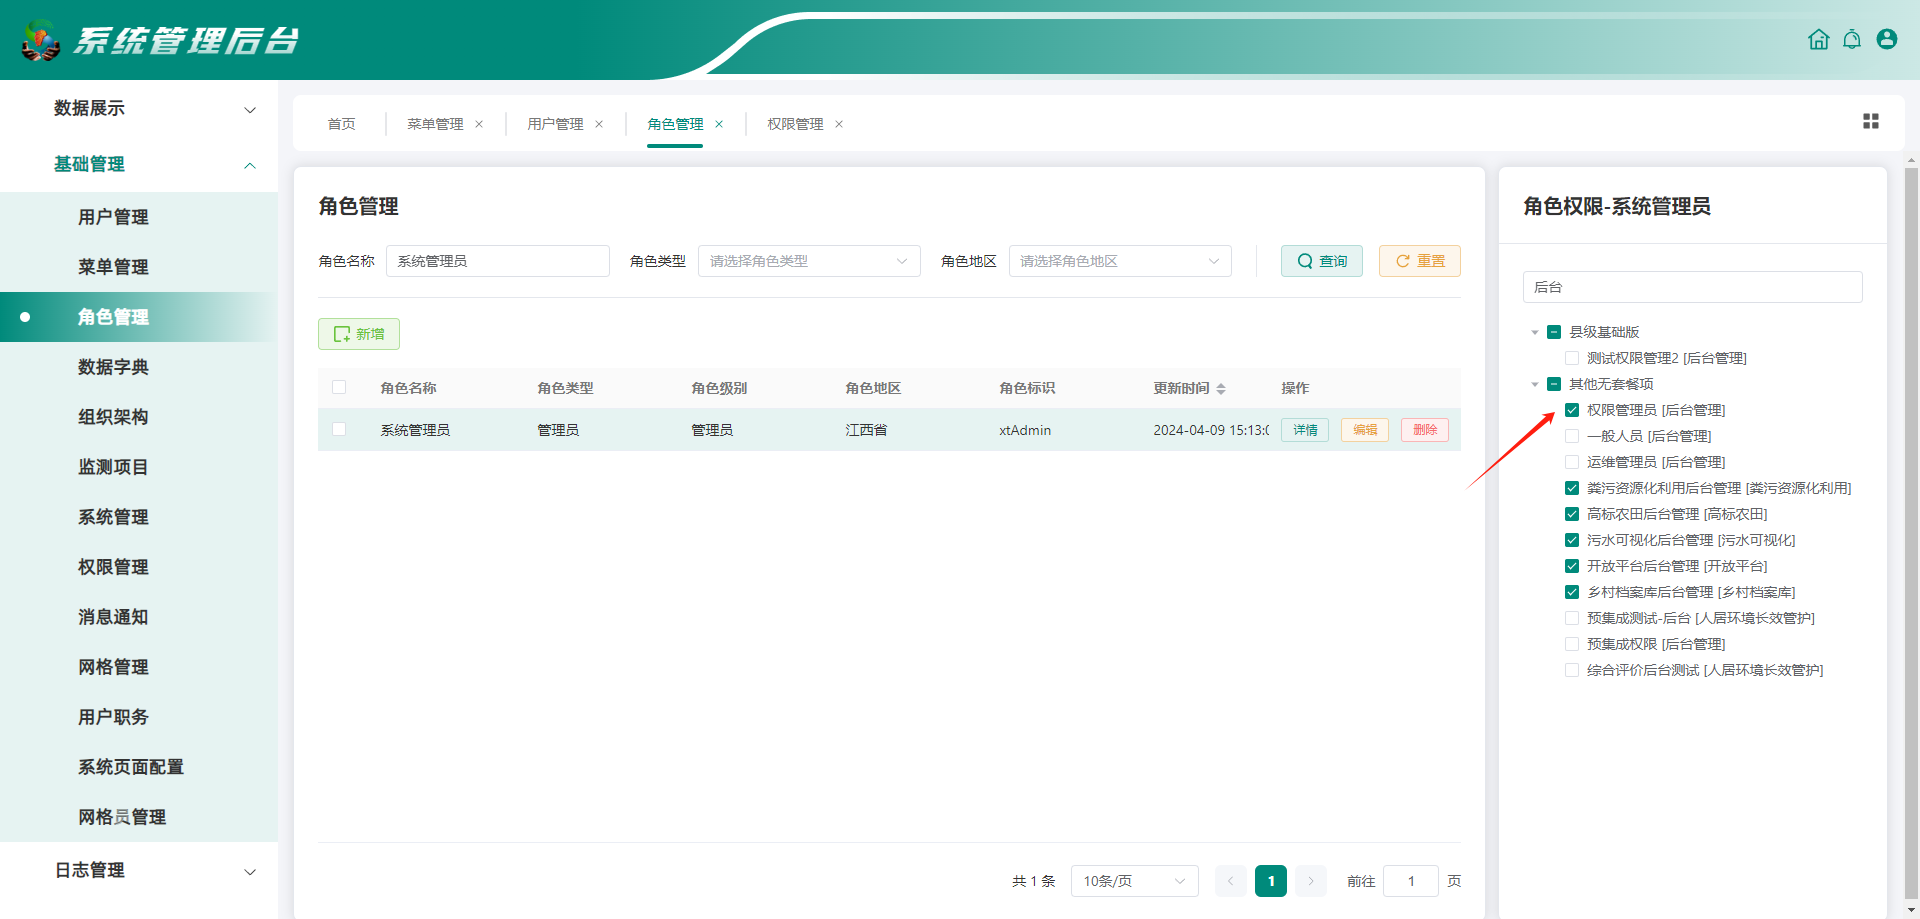 系统管理后台
数据展示
基础管理
用户管理
菜单管理
角色管理
数据字典
组织架构
监测项目
系统管理
权限管理
消息通知
网格管理
用户职务
系统页面配置
网格员管理
日志管理
首页
菜单管理
用户管理
角色管理
权限管理
角色管理
角色名称 系统管理员 角色类型 请选择角色类型 角色地区 请选择角色地区 查询 重置
新增
角色名称 角色类型 角色级别 角色地区 角色标识 更新时间 操作
系统管理员 管理员 管理员 江西省 xtAdmin 2024-04-09 15:13:0 详情 编辑 删除
共 1 条 10条/页 1 前往 1 页
角色权限-系统管理员
后台
县级基础版
测试权限管理2 [后台管理]
其他无套餐项
权限管理员 [后台管理]
一般人员 [后台管理]
运维管理员 [后台管理]
粪污资源化利用后台管理 [粪污资源化利用]
高标农田后台管理 [高标农田]
污水可视化后台管理 [污水可视化]
开放平台后台管理 [开放平台]
乡村档案库后台管理 [乡村档案库]
预集成测试-后台 [人居环境长效管护]
预集成权限 [后台管理]
综合评价后台测试 [人居环境长效管护]